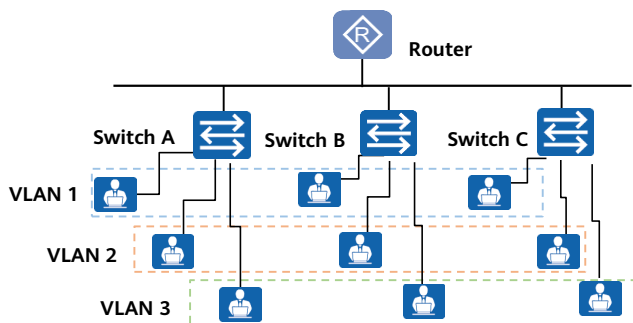 R
Router
Switch A
Switch B
Switch C
VLAN 1
VLAN 2
VLAN 3